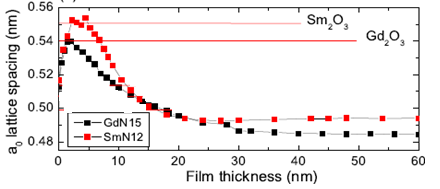 Sm₂O₃
Gd₂O₃
a₀ lattice spacing (nm)
0.56
0.54
0.52
0.50
0.48
GdN15
SmN12
0 10 20 30 40 50 60
Film thickness (nm)